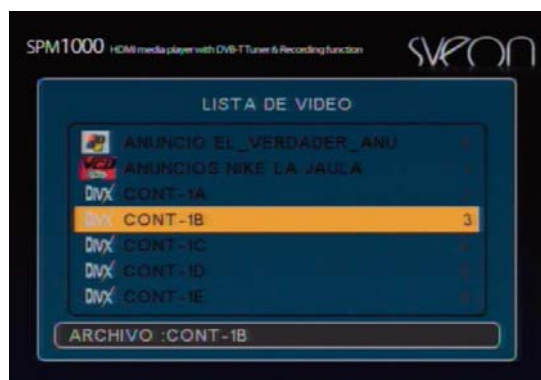 SPM1000 HDMI media player with DVB-T Tuner & Recording function
sveon
LISTA DE VIDEO
ANUNCIO EL_VERDADER_ANU
VCD ANUNCIOS NIKE LA JAULA
DIVX CONT-1A
DIVX CONT-1B 3
DIVX CONT-1C
DIVX CONT-1D
DIVX CONT-1E
ARCHIVO :CONT-1B